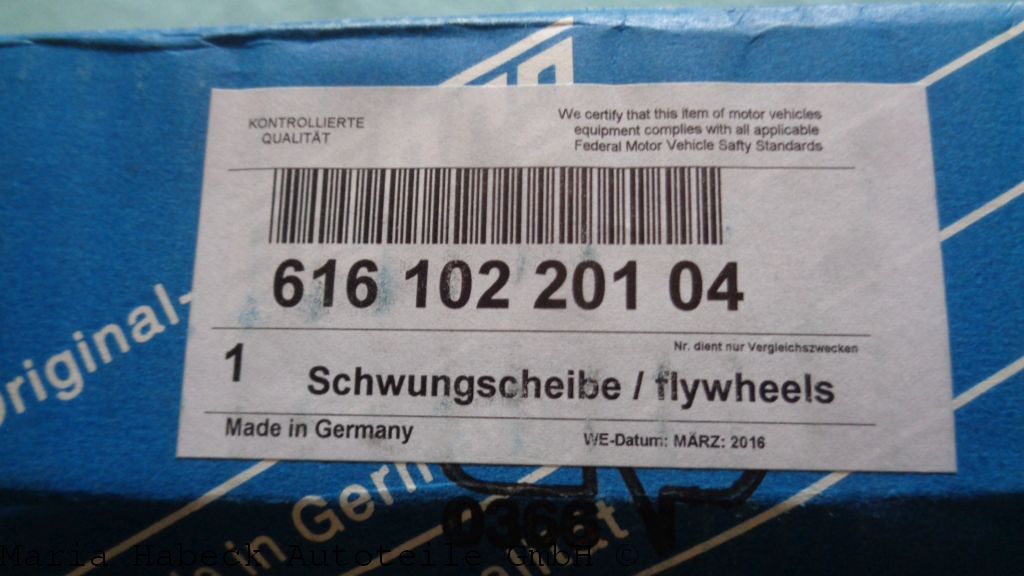 KONTROLLIERTE
QUALITÄT
We certify that this item of motor vehicles
equipment complies with all applicable
Federal Motor Vehicle Safty Standards
616 102 201 04
Nr. dient nur Vergleichszwecken
1
Schwungscheibe / flywheels
Made in Germany
WE-Datum: MÄRZ: 2016
Original-
in Germ
0366
Maria Habeck Autoteile GmbH ©